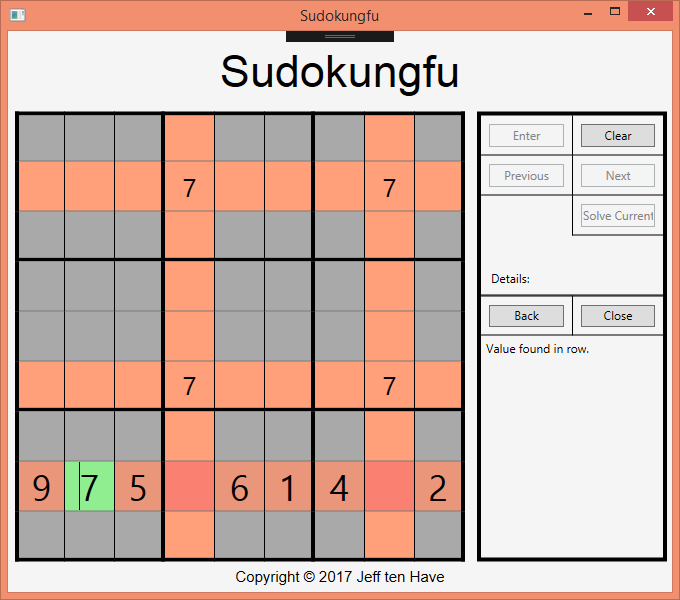 Sudokungfu
Sudokungfu
Enter Clear
7 7
Previous Next
Solve Current
Details:
Back Close
Value found in row.
7 7
9 7 5 6 1 4 2
Copyright © 2017 Jeff ten Have